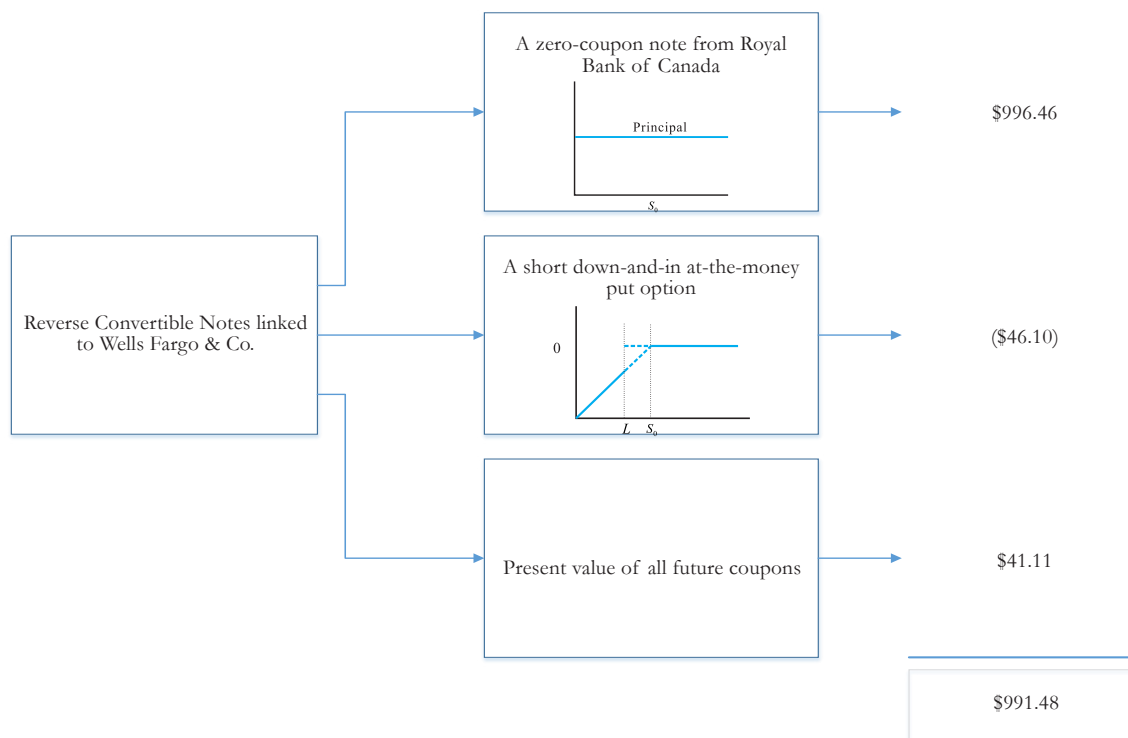 A zero-coupon note from Royal
Bank of Canada
Principal
S₀
$996.46
Reverse Convertible Notes linked
to Wells Fargo & Co.
A short down-and-in at-the-money
put option
0
L S₀
($46.10)
Present value of all future coupons
$41.11
$991.48